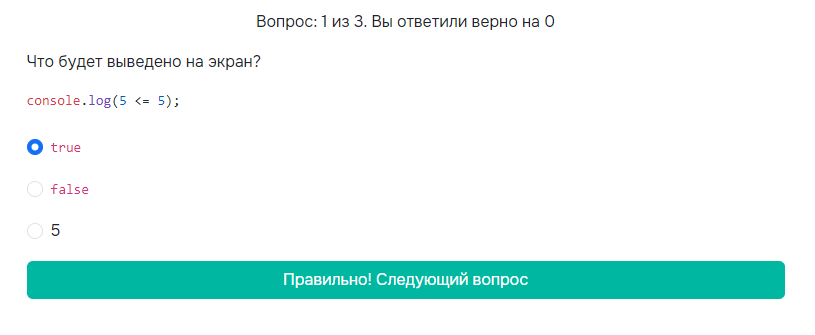 Вопрос: 1 из 3. Вы ответили верно на 0
Что будет выведено на экран?
console.log(5 <= 5);
true
false
5
Правильно! Следующий вопрос